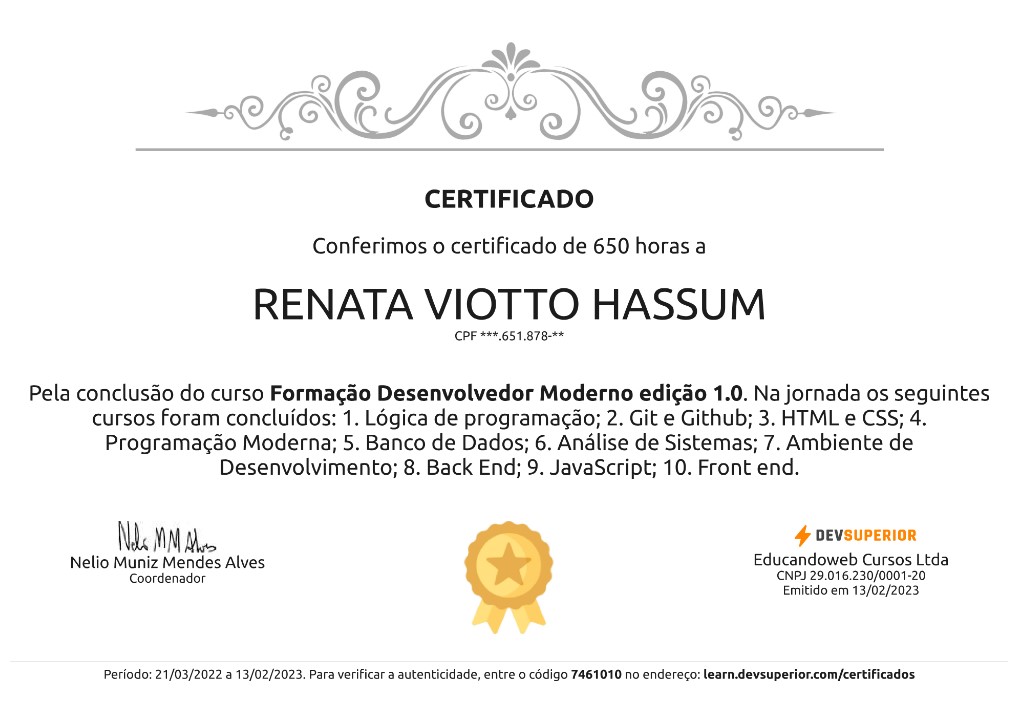 CERTIFICADO
Conferimos o certificado de 650 horas a
RENATA VIOTTO HASSUM
CPF ***.651.878-**
Pela conclusão do curso Formação Desenvolvedor Moderno edição 1.0. Na jornada os seguintes
cursos foram concluídos: 1. Lógica de programação; 2. Git e Github; 3. HTML e CSS; 4.
Programação Moderna; 5. Banco de Dados; 6. Análise de Sistemas; 7. Ambiente de
Desenvolvimento; 8. Back End; 9. JavaScript; 10. Front end.
Nelio Muniz Mendes Alves
Coordenador
DEVSUPERIOR
Educandoweb Cursos Ltda
CNPJ 29.016.230/0001-20
Emitido em 13/02/2023
Período: 21/03/2022 a 13/02/2023. Para verificar a autenticidade, entre o código 7461010 no endereço: learn.devsuperior.com/certificados